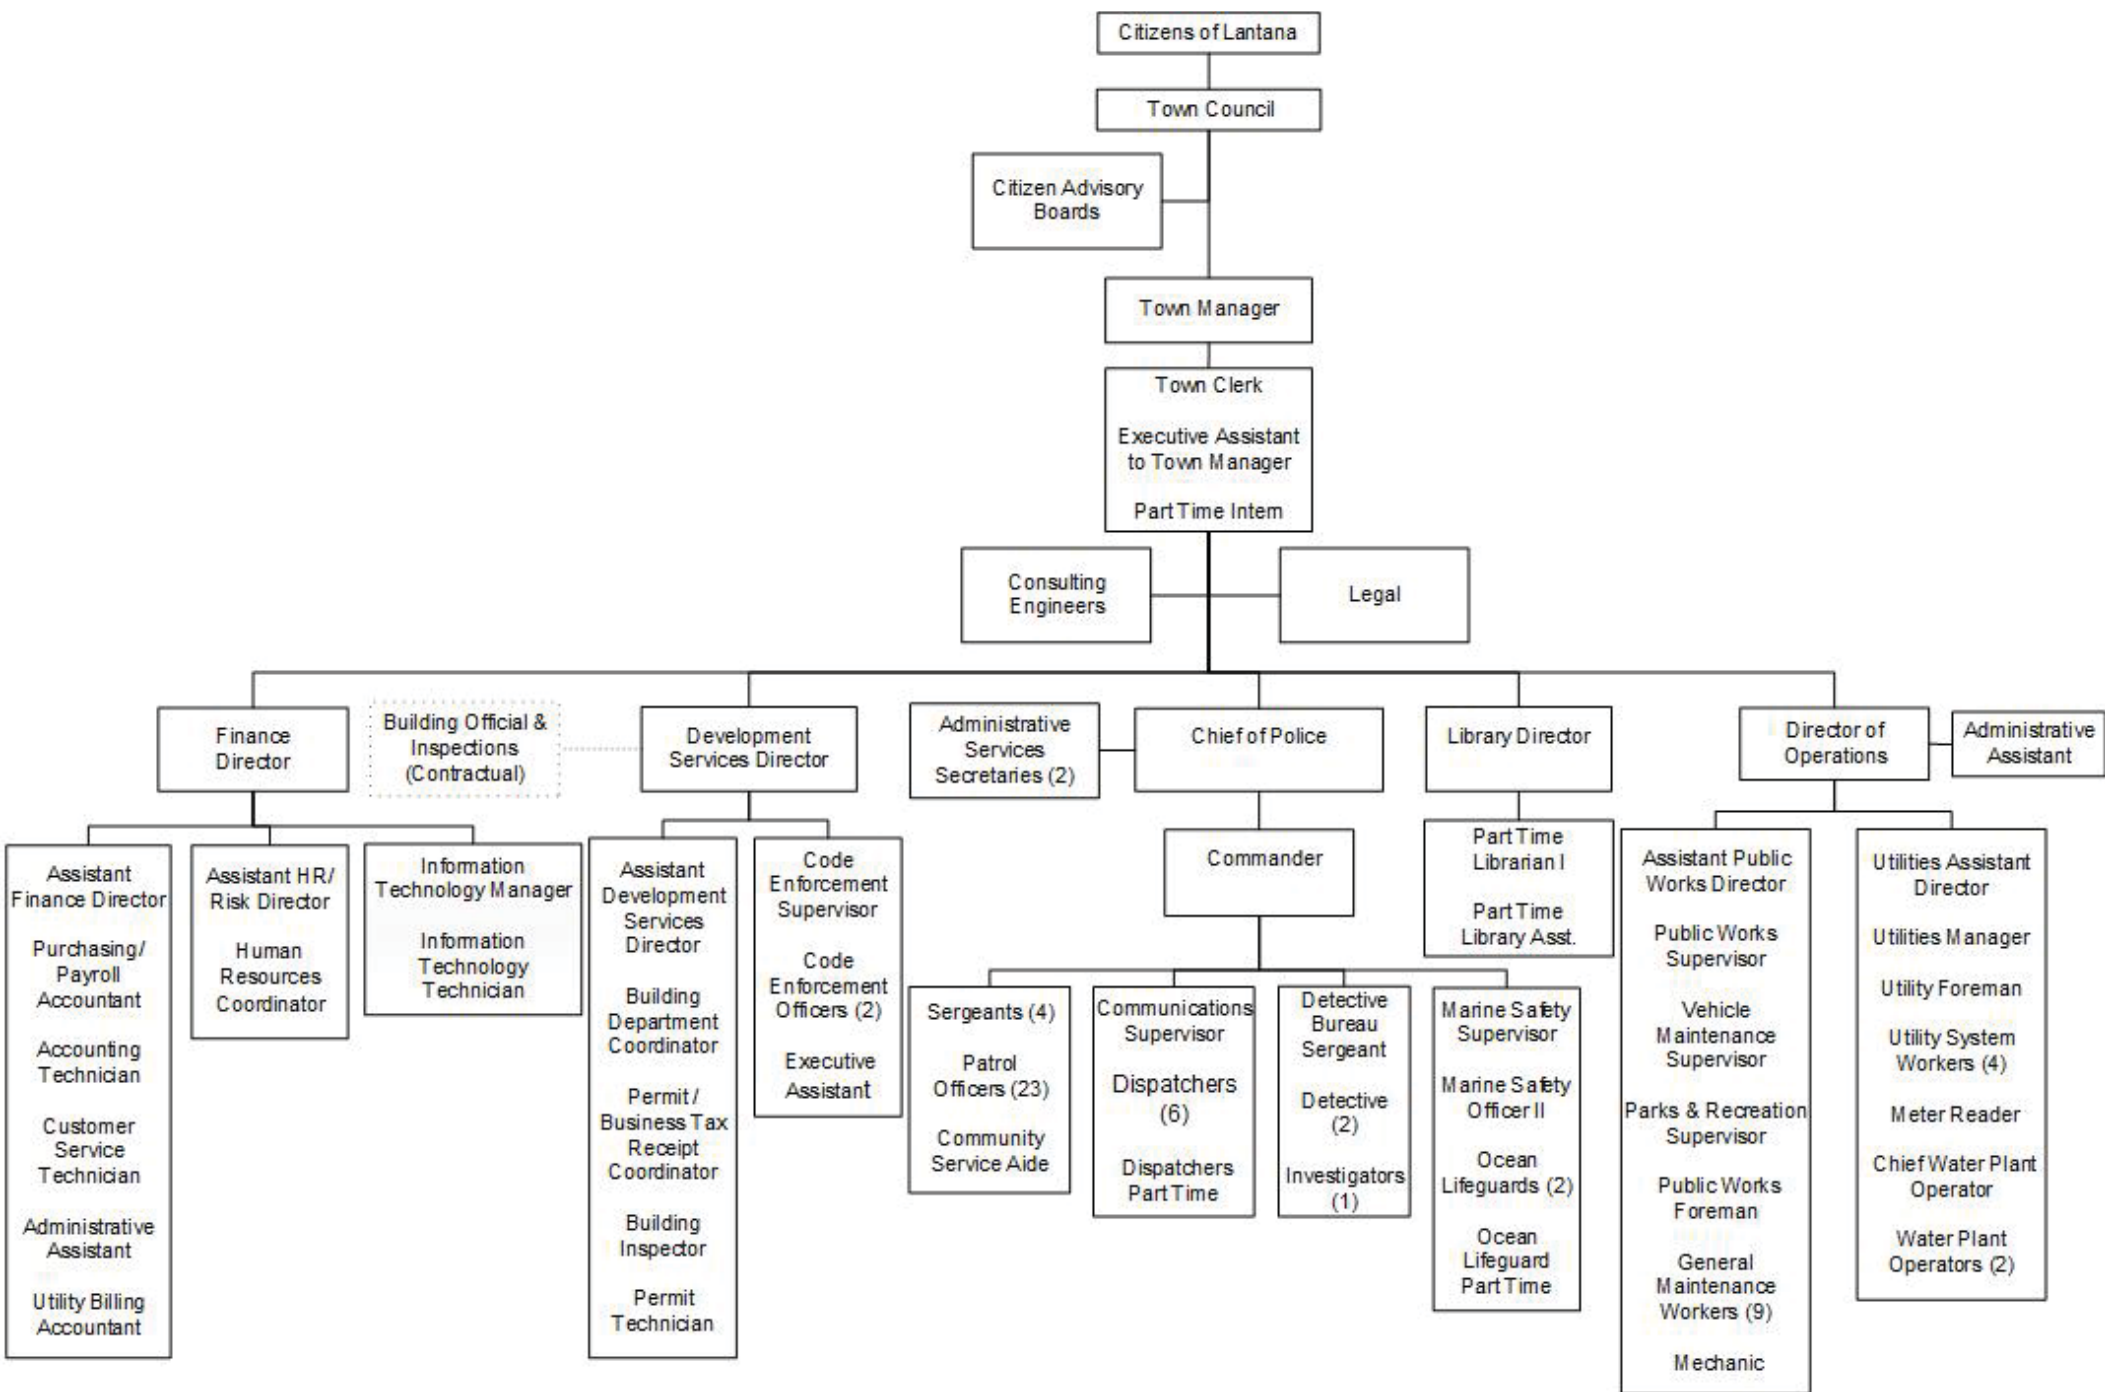 Citizens of Lantana
Town Council
Citizen Advisory
Boards
Town Manager
Town Clerk
Executive Assistant
to Town Manager
Part Time Intern
Consulting
Engineers
Legal
Finance
Director
Building Official &
Inspections
(Contractual)
Development
Services Director
Administrative
Services
Secretaries (2)
Chief of Police
Library Director
Director of
Operations
Administrative
Assistant
Assistant
Finance Director
Purchasing/
Payroll
Accountant
Accounting
Technician
Customer
Service
Technician
Administrative
Assistant
Utility Billing
Accountant
Assistant HR/
Risk Director
Human
Resources
Coordinator
Information
Technology Manager
Information
Technology
Technician
Assistant
Development
Services
Director
Building
Department
Coordinator
Permit /
Business Tax
Receipt
Coordinator
Building
Inspector
Permit
Technician
Code
Enforcement
Supervisor
Code
Enforcement
Officers (2)
Executive
Assistant
Commander
Sergeants (4)
Patrol
Officers (23)
Community
Service Aide
Communications
Supervisor
Dispatchers
(6)
Dispatchers
Part Time
Detective
Bureau
Sergeant
Detective
(2)
Investigators
(1)
Marine Safety
Supervisor
Marine Safety
Officer II
Ocean
Lifeguards (2)
Ocean
Lifeguard
Part Time
Part Time
Librarian I
Part Time
Library Asst.
Assistant Public
Works Director
Public Works
Supervisor
Vehicle
Maintenance
Supervisor
Parks & Recreation
Supervisor
Public Works
Foreman
General
Maintenance
Workers (9)
Mechanic
Utilities Assistant
Director
Utilities Manager
Utility Foreman
Utility System
Workers (4)
Meter Reader
Chief Water Plant
Operator
Water Plant
Operators (2)